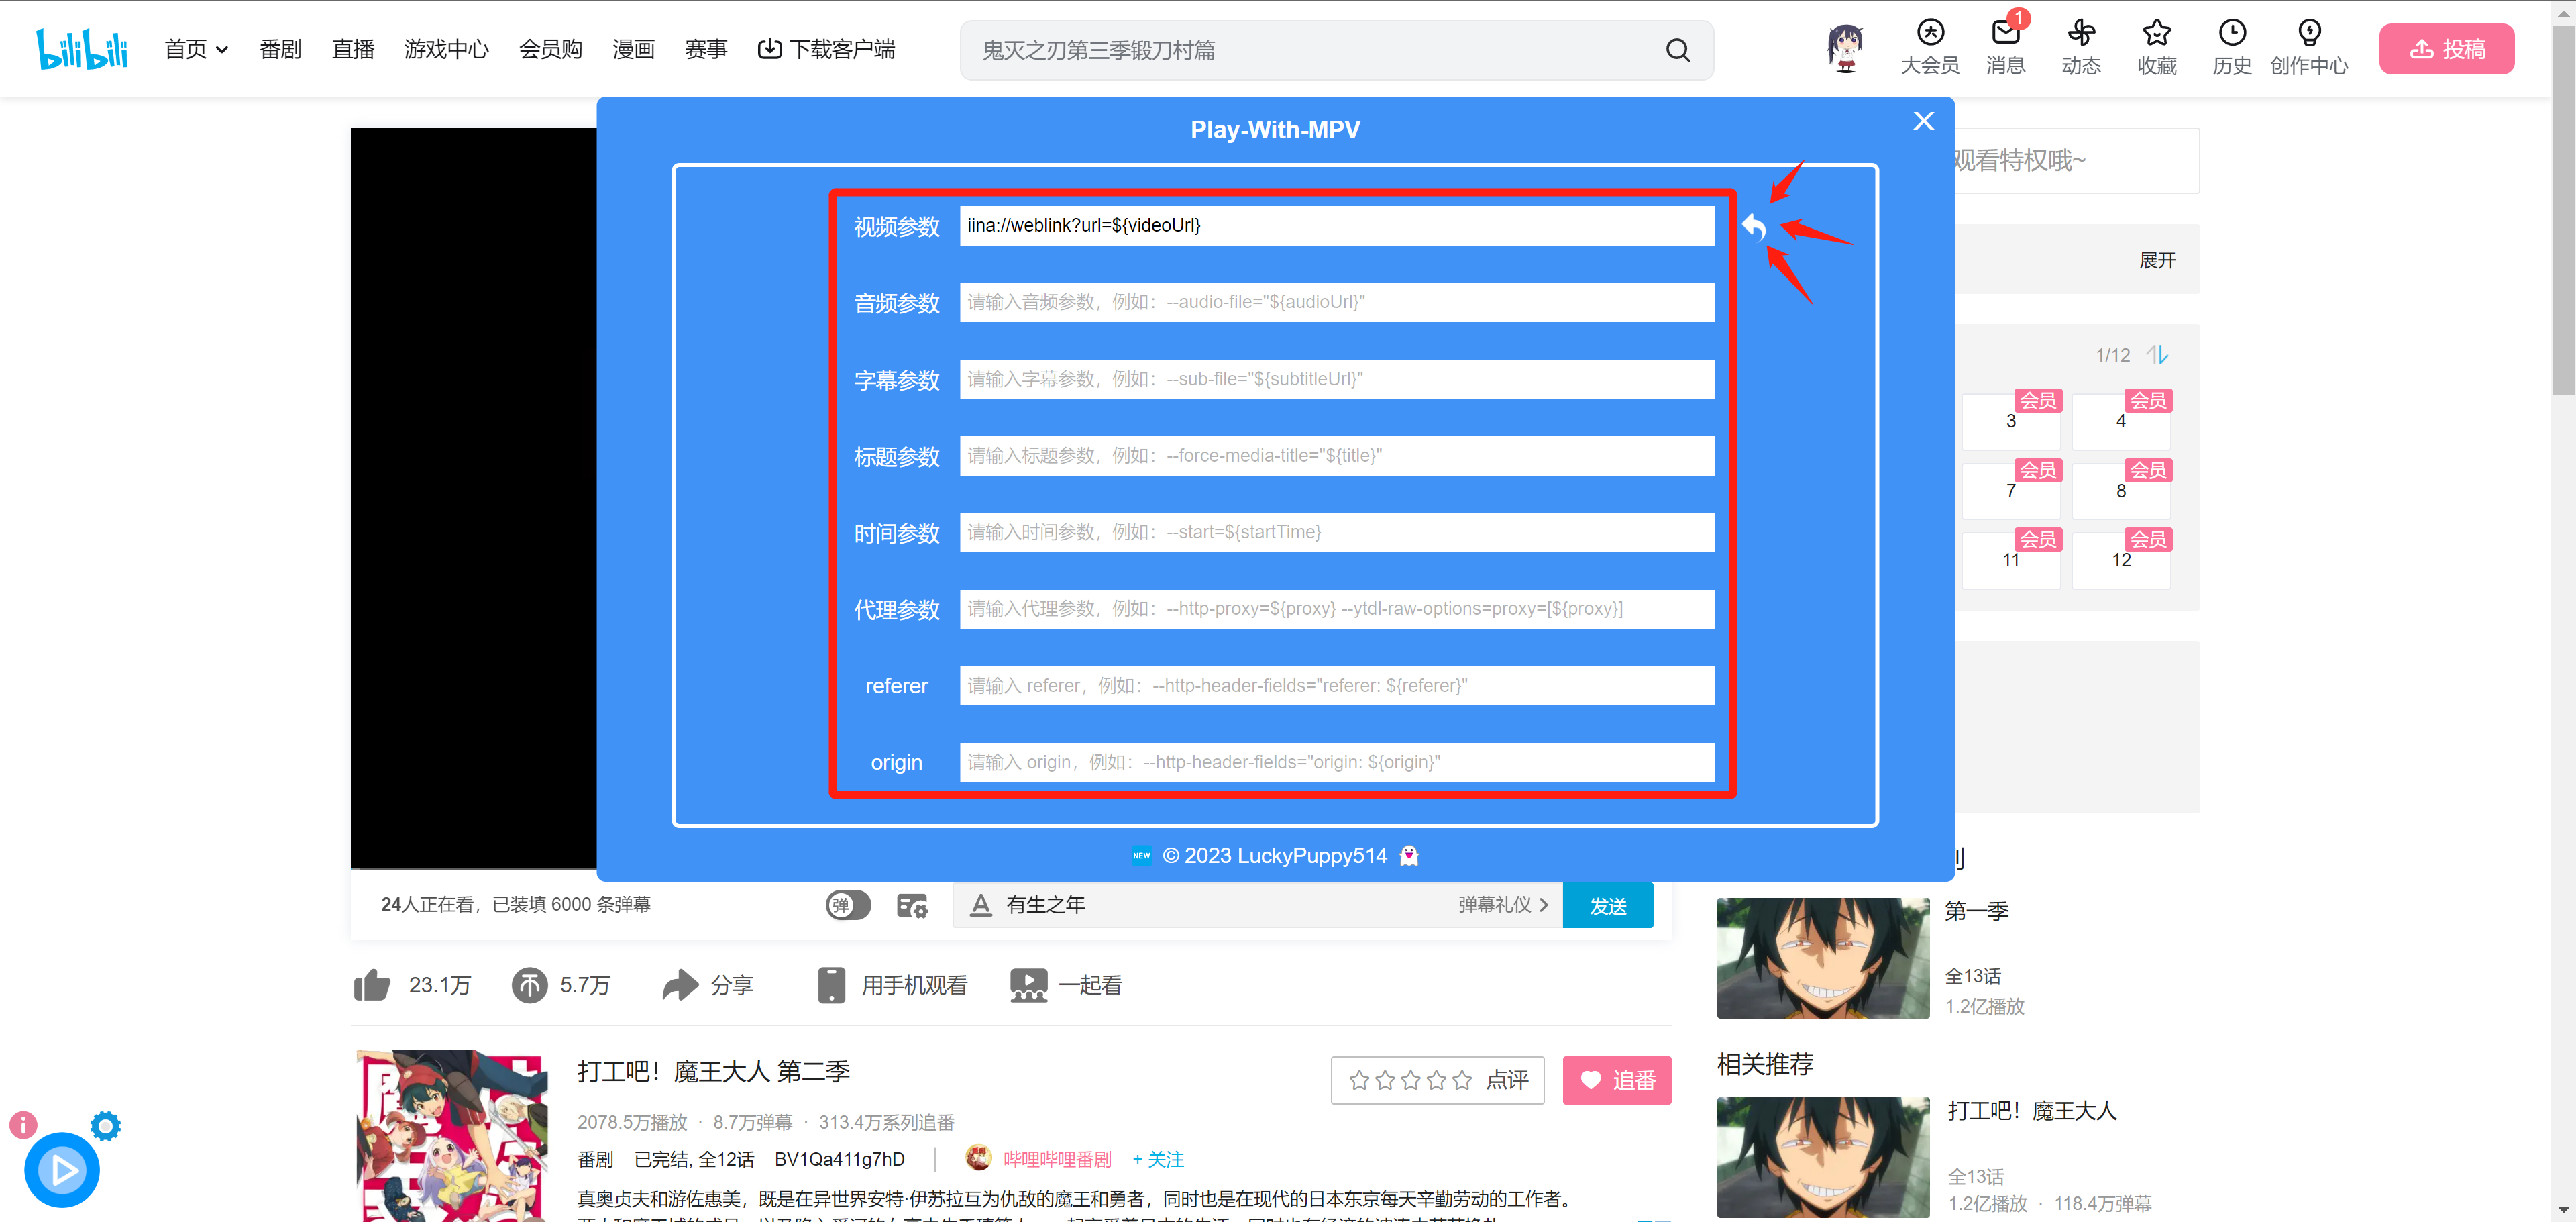 bilibili 首页 番剧 直播 游戏中心 会员购 漫画 赛事 下载客户端
鬼灭之刃第三季锻刀村篇
大会员 1 消息 动态 收藏 历史 创作中心 投稿
Play-With-MPV
视频参数 iina://weblink?url=${videoUrl}
音频参数 请输入音频参数，例如：--audio-file="${audioUrl}"
字幕参数 请输入字幕参数，例如：--sub-file="${subtitleUrl}"
标题参数 请输入标题参数，例如：--force-media-title="${title}"
时间参数 请输入时间参数，例如：--start=${startTime}
代理参数 请输入代理参数，例如：--http-proxy=${proxy} --ytdl-raw-options=proxy=[${proxy}]
referer 请输入 referer，例如：--http-header-fields="referer: ${referer}"
origin 请输入 origin，例如：--http-header-fields="origin: ${origin}"
NEW © 2023 LuckyPuppy514
观看特权哦~
展开
1/12
3 会员 4 会员
7 会员 8 会员
11 会员 12 会员
24人正在看，已装填 6000 条弹幕
弹 有生之年 弹幕礼仪 发送
23.1万 5.7万 分享 用手机观看 一起看
打工吧！魔王大人 第二季
点评 追番
2078.5万播放 · 8.7万弹幕 · 313.4万系列追番
番剧 已完结, 全12话 BV1Qa411g7hD 哔哩哔哩番剧 + 关注
真奥贞夫和游佐惠美，既是在异世界安特·伊苏拉互为仇敌的魔王和勇者，同时也是在现代的日本东京每天辛勤劳动的工作者。
第一季
全13话
1.2亿播放
相关推荐
打工吧！魔王大人
全13话
1.2亿播放 · 118.4万弹幕